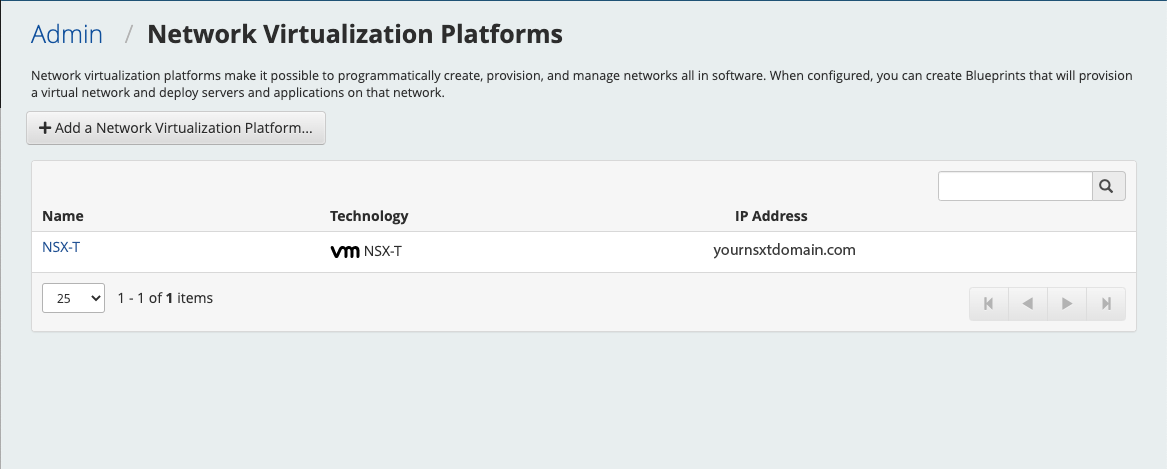 Admin / Network Virtualization Platforms
Network virtualization platforms make it possible to programmatically create, provision, and manage networks all in software. When configured, you can create Blueprints that will provision
a virtual network and deploy servers and applications on that network.
+ Add a Network Virtualization Platform...
Name Technology IP Address
NSX-T vm NSX-T yournsxtdomain.com
25 1 - 1 of 1 items